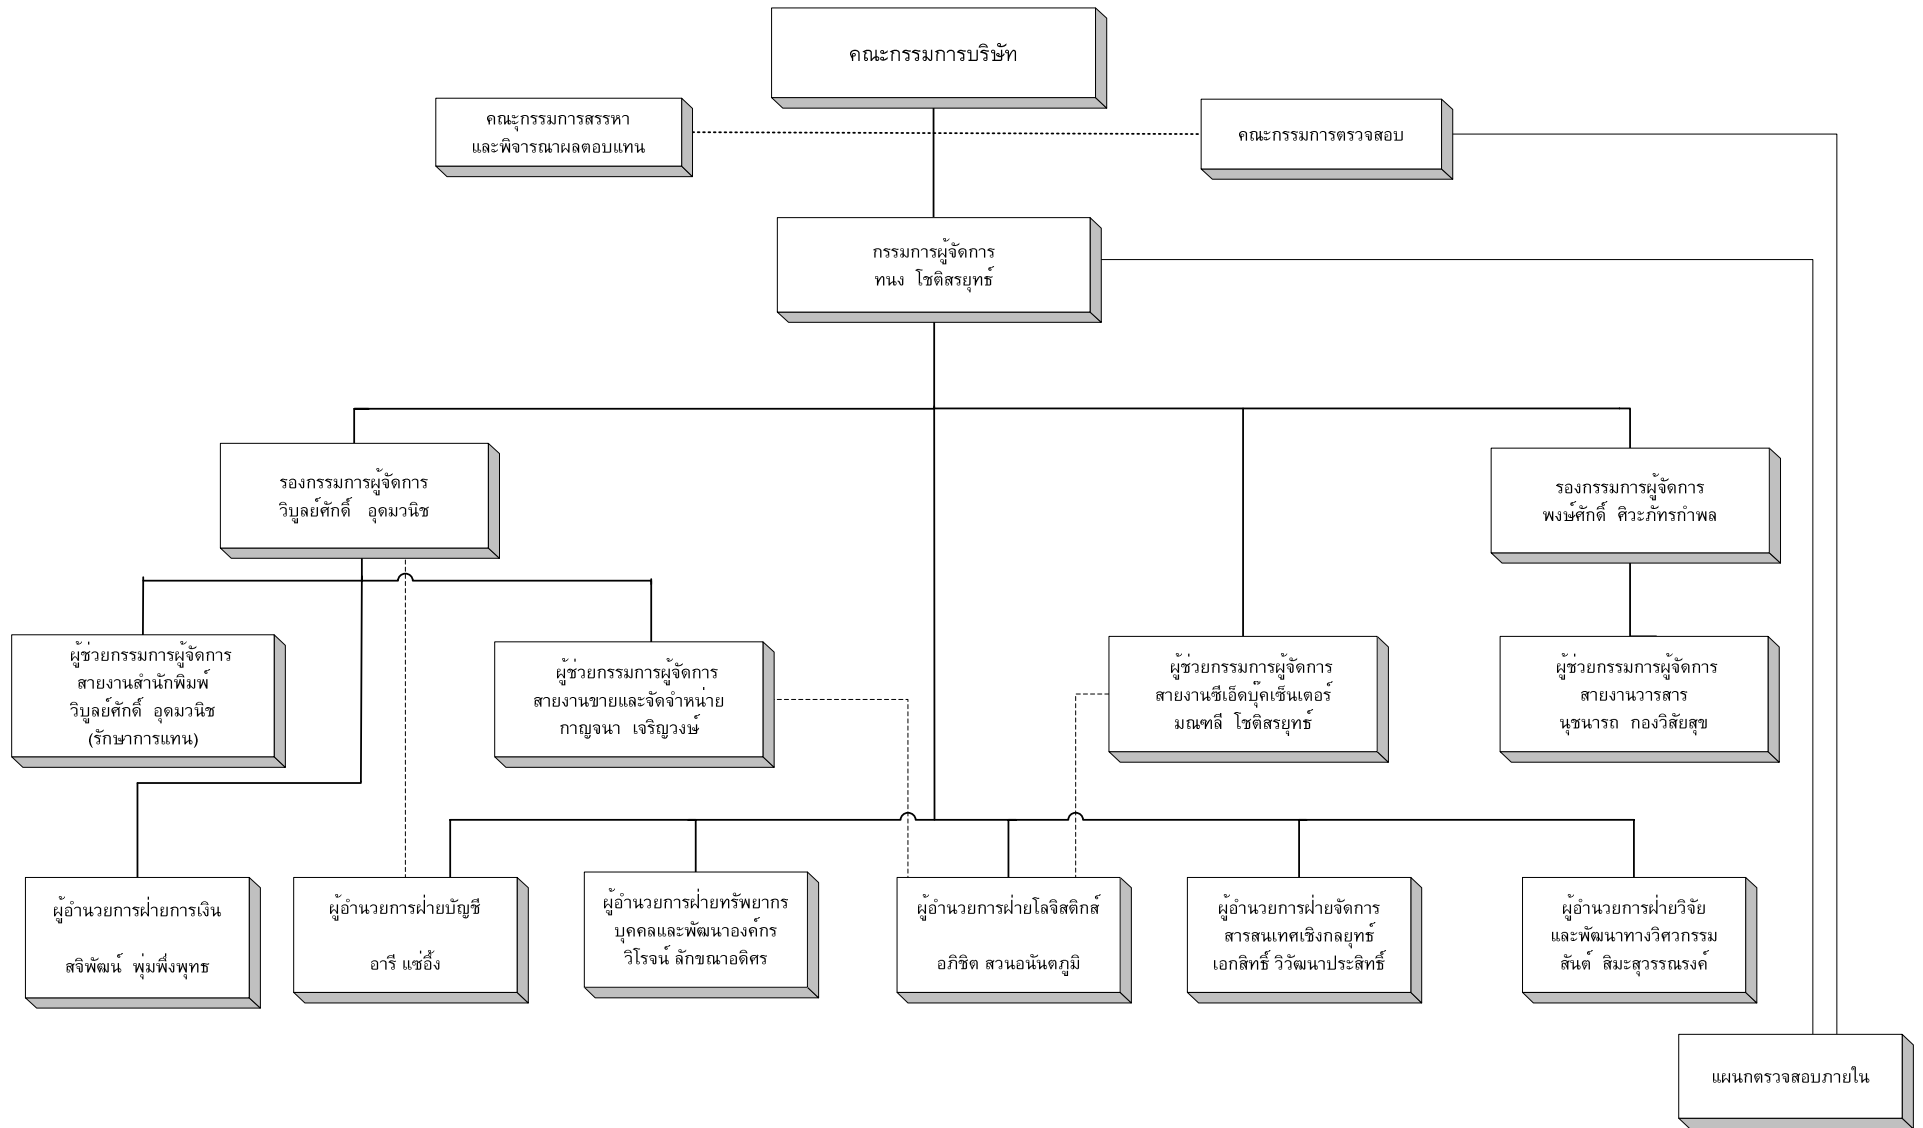 คณะกรรมการบริษัท
คณะกรรมการสรรหา
และพิจารณาผลตอบแทน
คณะกรรมการตรวจสอบ
กรรมการผู้จัดการ
ทนง โชติสรยุทธ์
รองกรรมการผู้จัดการ
วิบูลย์ศักดิ์ อุดมวนิช
รองกรรมการผู้จัดการ
พงษ์ศักดิ์ ศิวะภัทรกำพล
ผู้ช่วยกรรมการผู้จัดการ
สายงานสำนักพิมพ์
วิบูลย์ศักดิ์ อุดมวนิช
(รักษาการแทน)
ผู้ช่วยกรรมการผู้จัดการ
สายงานขายและจัดจำหน่าย
กาญจนา เจริญวงษ์
ผู้ช่วยกรรมการผู้จัดการ
สายงานซีเอ็ดบุ๊คเซ็นเตอร์
มณฑลี โชติสรยุทธ์
ผู้ช่วยกรรมการผู้จัดการ
สายงานวารสาร
นุชนารถ กองวิสัยสุข
ผู้อำนวยการฝ่ายการเงิน
สจิพัฒน์ พุ่มพึ่งพุทธ
ผู้อำนวยการฝ่ายบัญชี
อารี แซ่อึ้ง
ผู้อำนวยการฝ่ายทรัพยากร
บุคคลและพัฒนาองค์กร
วิโรจน์ ลักขณาอดิศร
ผู้อำนวยการฝ่ายโลจิสติกส์
อภิชิต สวนอนันตภูมิ
ผู้อำนวยการฝ่ายจัดการ
สารสนเทศเชิงกลยุทธ์
เอกสิทธิ์ วิวัฒนาประสิทธิ์
ผู้อำนวยการฝ่ายวิจัย
และพัฒนาทางวิศวกรรม
สันต์ สิมะสุวรรณรงค์
แผนกตรวจสอบภายใน